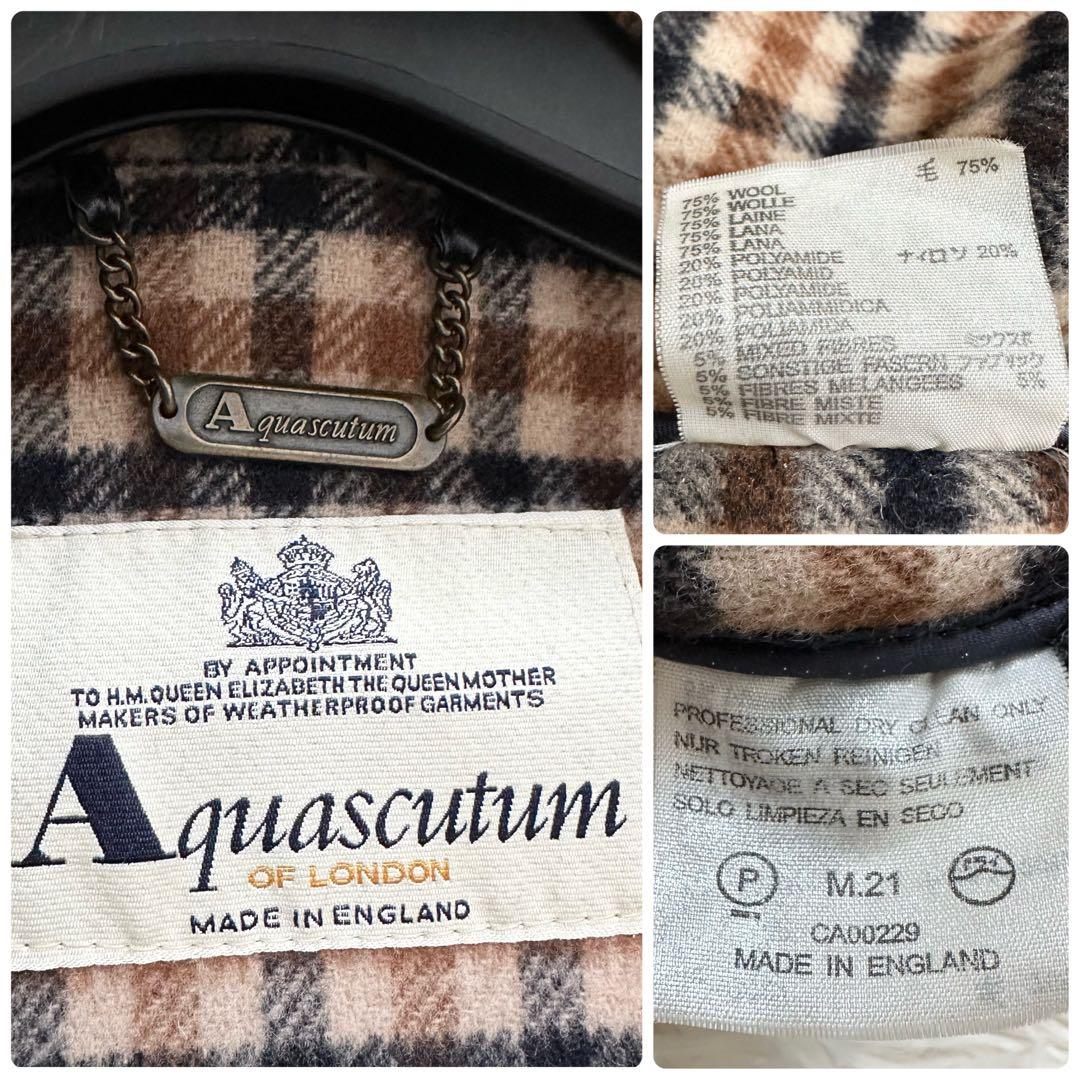 Aquascutum
BY APPOINTMENT
TO H.M. QUEEN ELIZABETH THE QUEEN MOTHER
MAKERS OF WEATHERPROOF GARMENTS
Aquascutum
OF LONDON
MADE IN ENGLAND
毛 75%
75% WOOL
75% WOLLE
75% LAINE
75% LANA
75% LANA
20% POLYAMIDE
ナイロン 20%
20% POLYAMID
20% POLYAMIDE
20% POLIAMMIDICA
20% POLIAMIDA
5% MIXED FIBRES
ミックスド
5% SONSTIGE FASERN
ファブリック
5% FIBRES MELANGEES
5%
5% FIBRE MISTE
5% FIBRE MIXTE
PROFESSIONAL DRY CLEAN ONLY
NUR TROKEN REINIGEN
NETTOYAGE A SEC SEULEMENT
SOLO LIMPIEZA EN SECO
P M.21 ドライ
CA00229
MADE IN ENGLAND